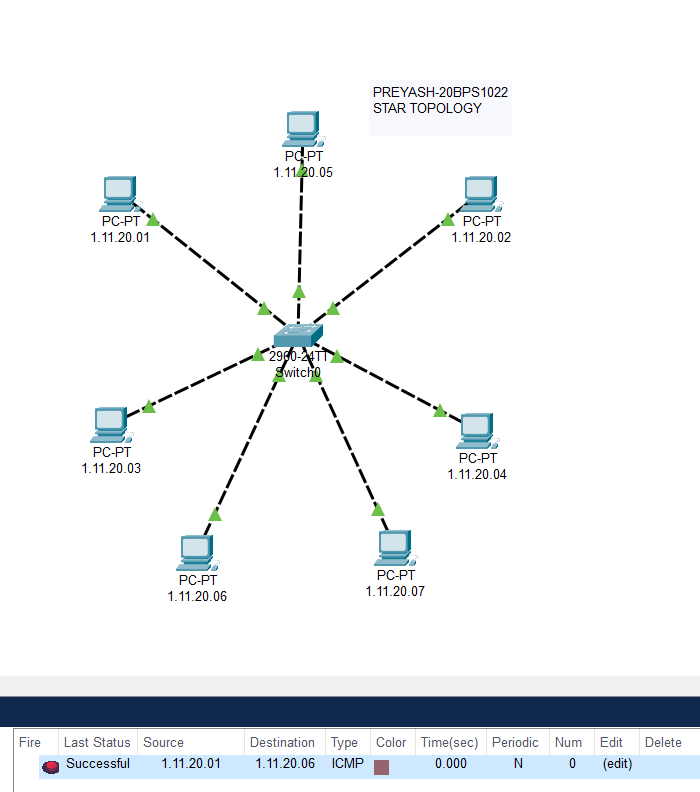 PREYASH-20BPS1022
STAR TOPOLOGY
PC-PT
1.11.20.05
PC-PT
1.11.20.01
PC-PT
1.11.20.02
2960-24TT
Switch0
PC-PT
1.11.20.03
PC-PT
1.11.20.04
PC-PT
1.11.20.06
PC-PT
1.11.20.07
Fire Last Status Source Destination Type Color Time(sec) Periodic Num Edit Delete
Successful 1.11.20.01 1.11.20.06 ICMP 0.000 N 0 (edit)